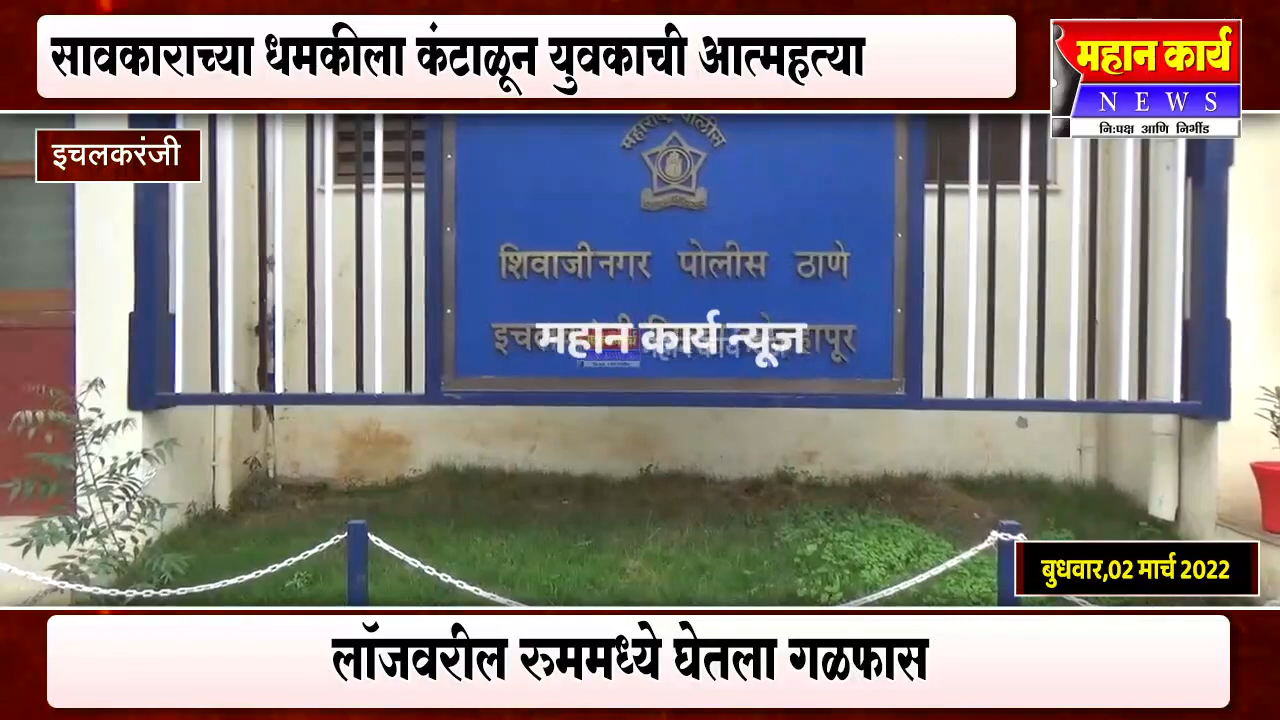 सावकाराच्या धमकीला कंटाळून युवकाची आत्महत्या
महान कार्य
NEWS
नि:पक्ष आणि निर्भीड
इचलकरंजी
महाराष्ट्र पोलीस
शिवाजीनगर पोलीस ठाणे
महान कार्य न्यूज
बुधवार,02 मार्च 2022
लॉजवरील रुममध्ये घेतला गळफास